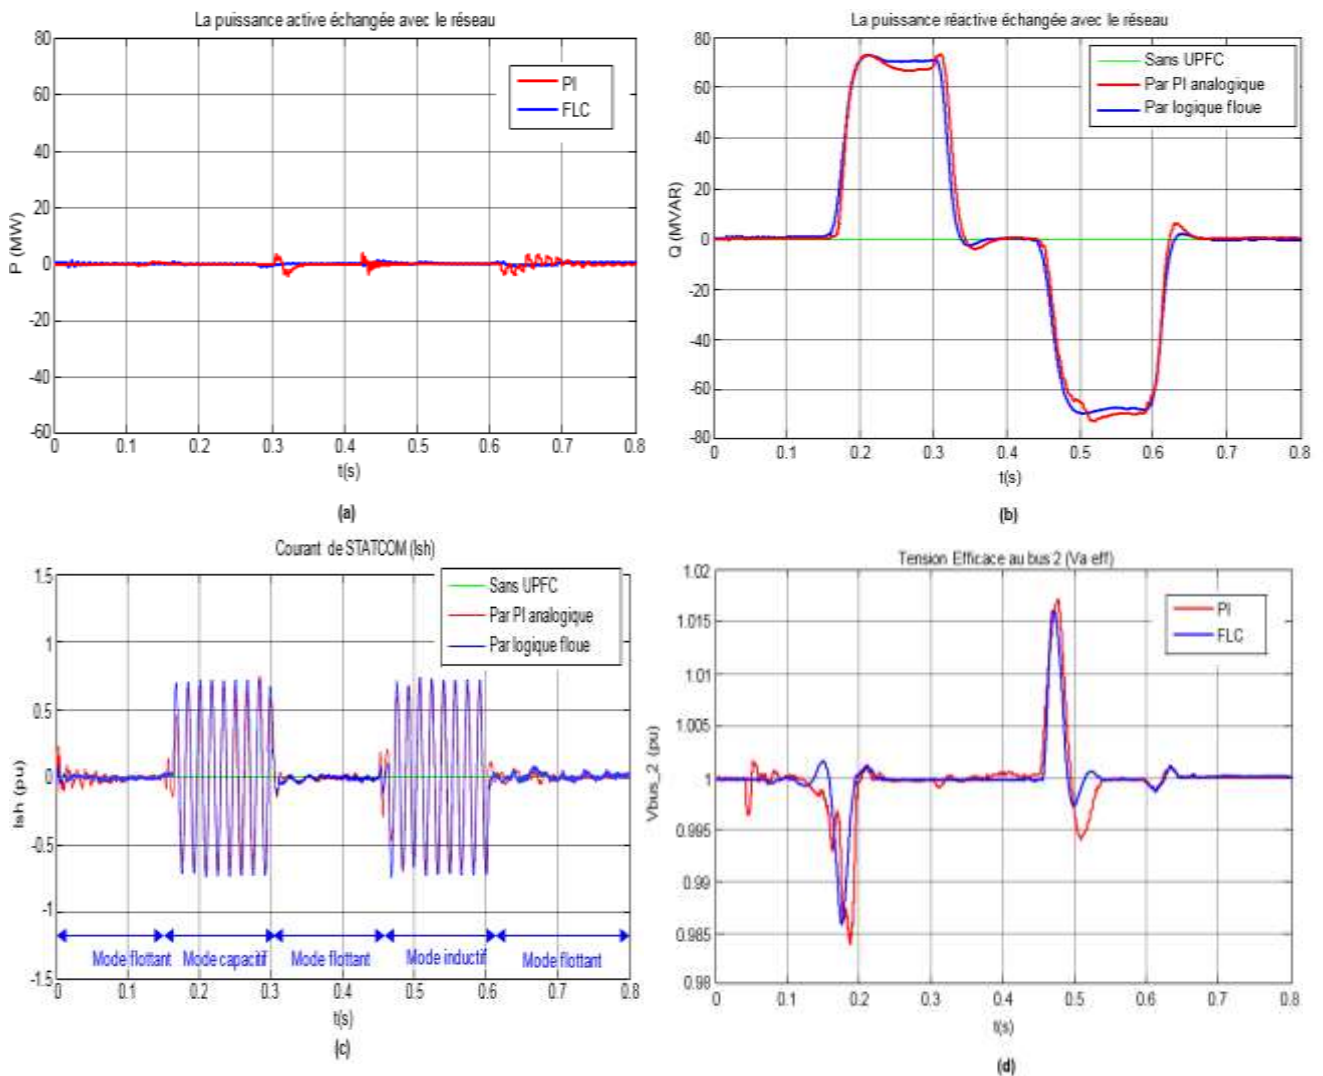 La puissance active échangée avec le réseau
80
60
40
20
0
-20
-40
-60
P (MW)
PI
FLC
0 0.1 0.2 0.3 0.4 0.5 0.6 0.7 0.8
t(s)
(a)
La puissance réactive échangée avec le réseau
80
60
40
20
0
-20
-40
-60
-80
Q (MVAR)
Sans UPFC
Par PI analogique
Par logique floue
0 0.1 0.2 0.3 0.4 0.5 0.6 0.7 0.8
t(s)
(b)
Courant de STATCOM (Ish)
1.5
1
0.5
0
-0.5
-1
-1.5
Ish (pu)
Sans UPFC
Par PI analogique
Par logique floue
Mode flottant Mode capacitif Mode flottant Mode inductif Mode flottant
0 0.1 0.2 0.3 0.4 0.5 0.6 0.7 0.8
t(s)
(c)
Tension Efficace au bus 2 (Va eff)
1.02
1.015
1.01
1.005
1
0.995
0.99
0.985
0.98
Vbus_2 (pu)
PI
FLC
0 0.1 0.2 0.3 0.4 0.5 0.6 0.7 0.8
t(s)
(d)